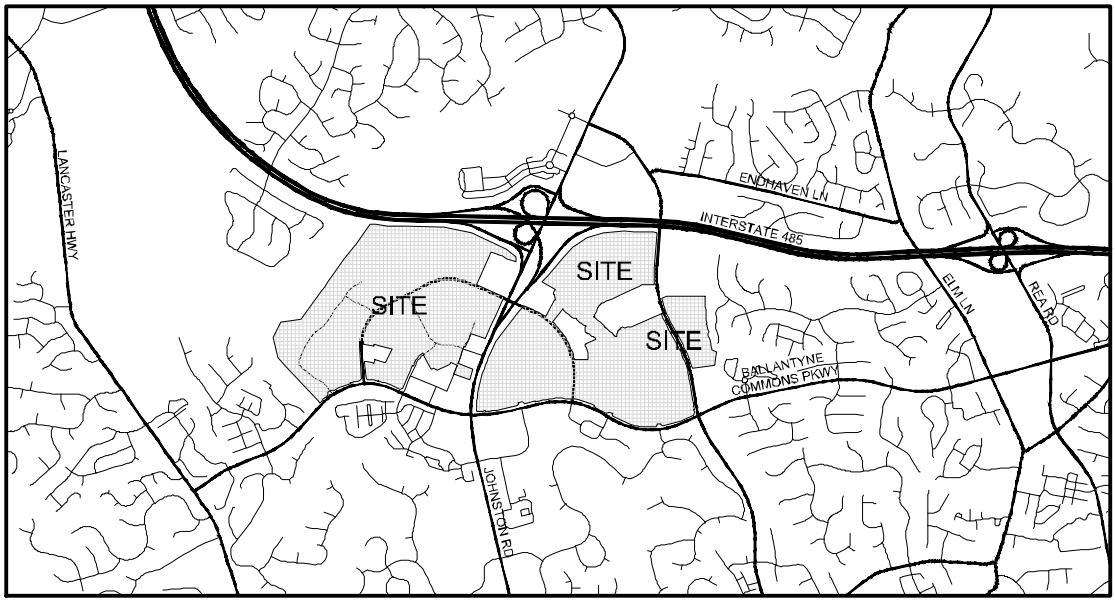 LANCASTER HWY
ENDHAVEN LN
INTERSTATE 485
SITE
SITE
SITE
ELM LN
REA RD
BALLANTYNE
COMMONS PKWY
JOHNSTON RD